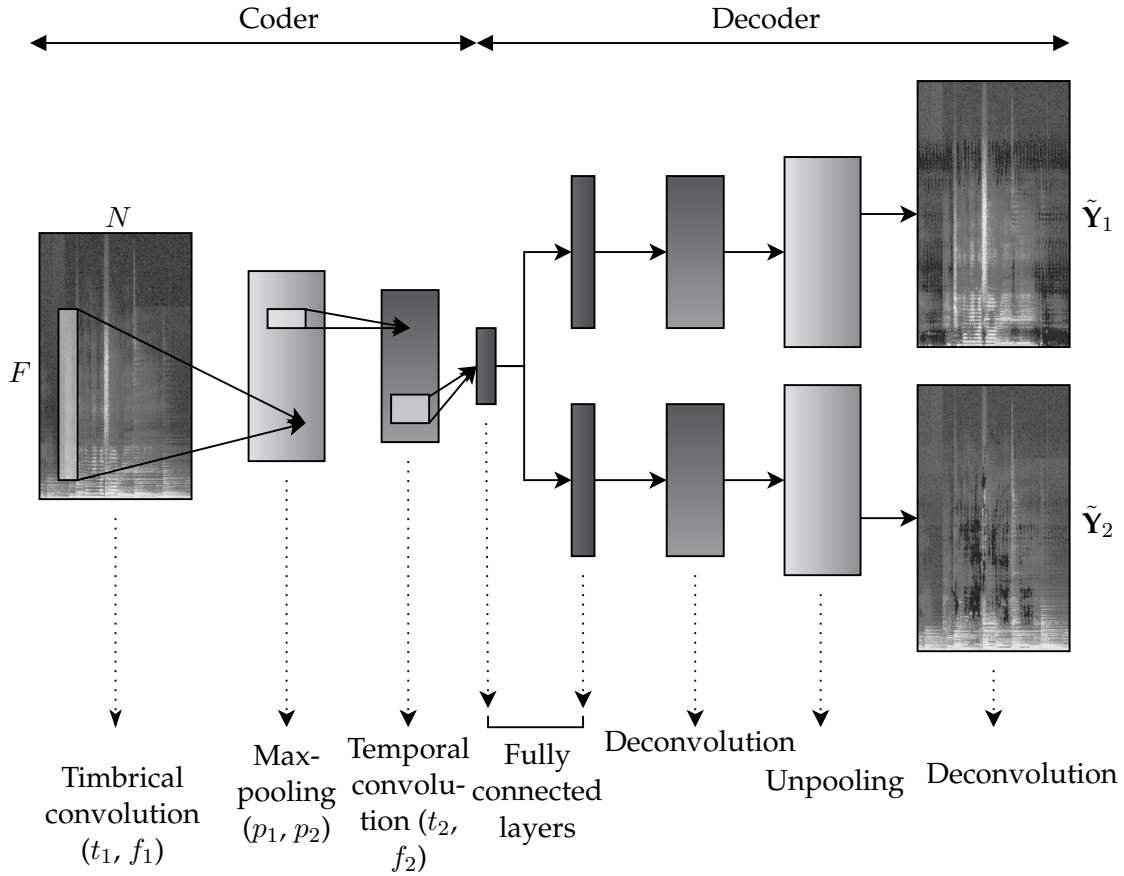 Coder
Decoder
N
F
Ỹ₁
Ỹ₂
Timbrical
convolution
(t₁, f₁)
Max-
pooling
(p₁, p₂)
Temporal
convolu-
tion (t₂,
f₂)
Fully
connected
layers
Deconvolution
Unpooling
Deconvolution